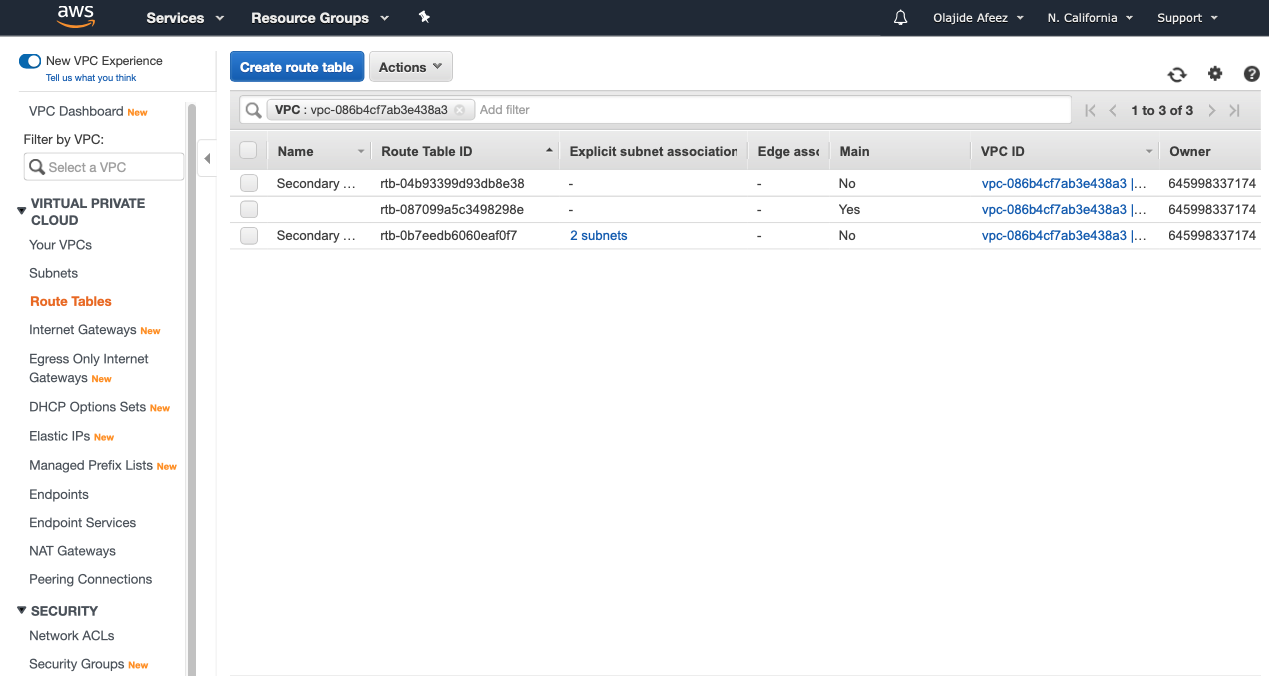 aws Services Resource Groups Olajide Afeez N. California Support
New VPC Experience
Tell us what you think
VPC Dashboard New
Filter by VPC:
Select a VPC
VIRTUAL PRIVATE
CLOUD
Your VPCs
Subnets
Route Tables
Internet Gateways New
Egress Only Internet
Gateways New
DHCP Options Sets New
Elastic IPs New
Managed Prefix Lists New
Endpoints
Endpoint Services
NAT Gateways
Peering Connections
SECURITY
Network ACLs
Security Groups New
Create route table Actions
VPC : vpc-086b4cf7ab3e438a3 Add filter 1 to 3 of 3
Name Route Table ID Explicit subnet association Edge asso Main VPC ID Owner
Secondary ... rtb-04b93399d93db8e38 - - No vpc-086b4cf7ab3e438a3 |... 645998337174
rtb-087099a5c3498298e - - Yes vpc-086b4cf7ab3e438a3 |... 645998337174
Secondary ... rtb-0b7eedb6060eaf0f7 2 subnets - No vpc-086b4cf7ab3e438a3 |... 645998337174